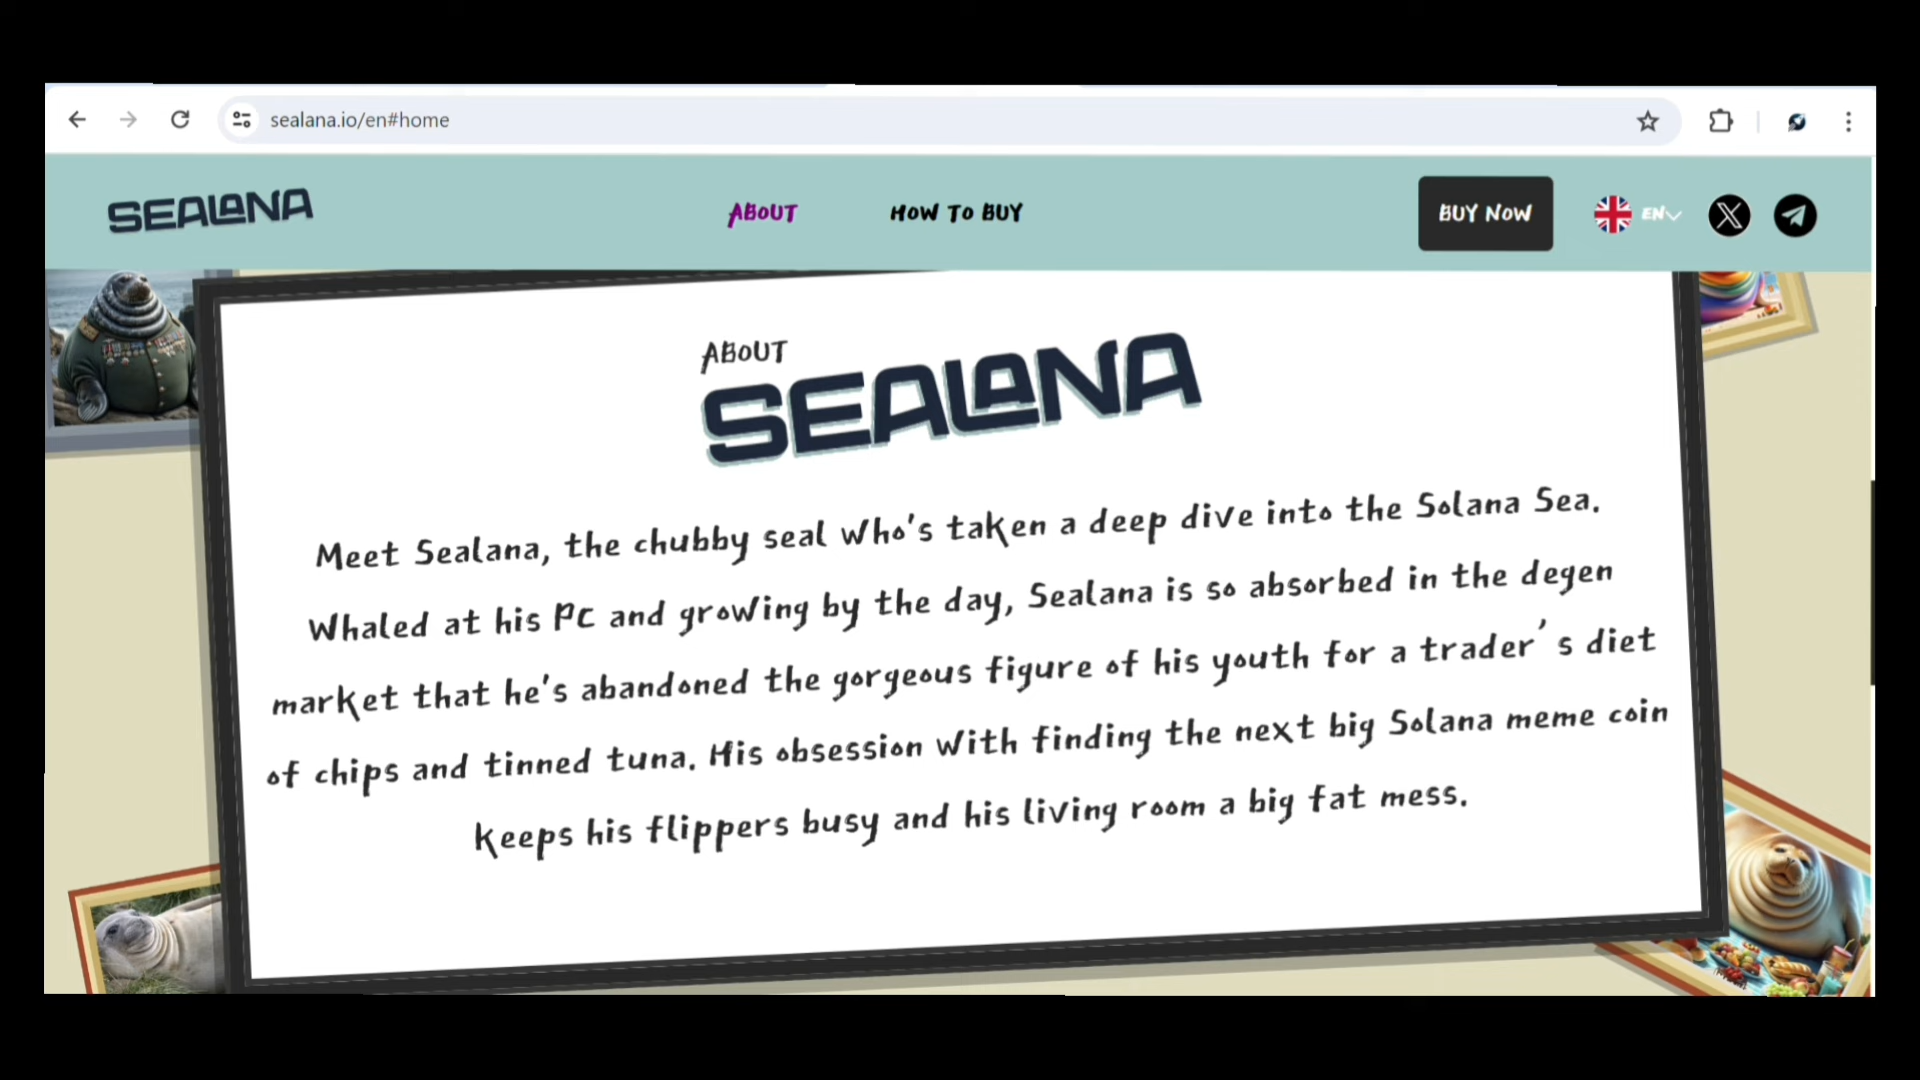 sealana.io/en#home
SEALANA
ABOUT
HOW TO BUY
BUY NOW
EN
ABOUT
SEALANA
Meet Sealana, the chubby seal who's taken a deep dive into the Solana Sea.
Whaled at his PC and growing by the day, Sealana is so absorbed in the degen
market that he's abandoned the gorgeous figure of his youth for a trader's diet
of chips and tinned tuna. His obsession with finding the next big Solana meme coin
keeps his flippers busy and his living room a big fat mess.